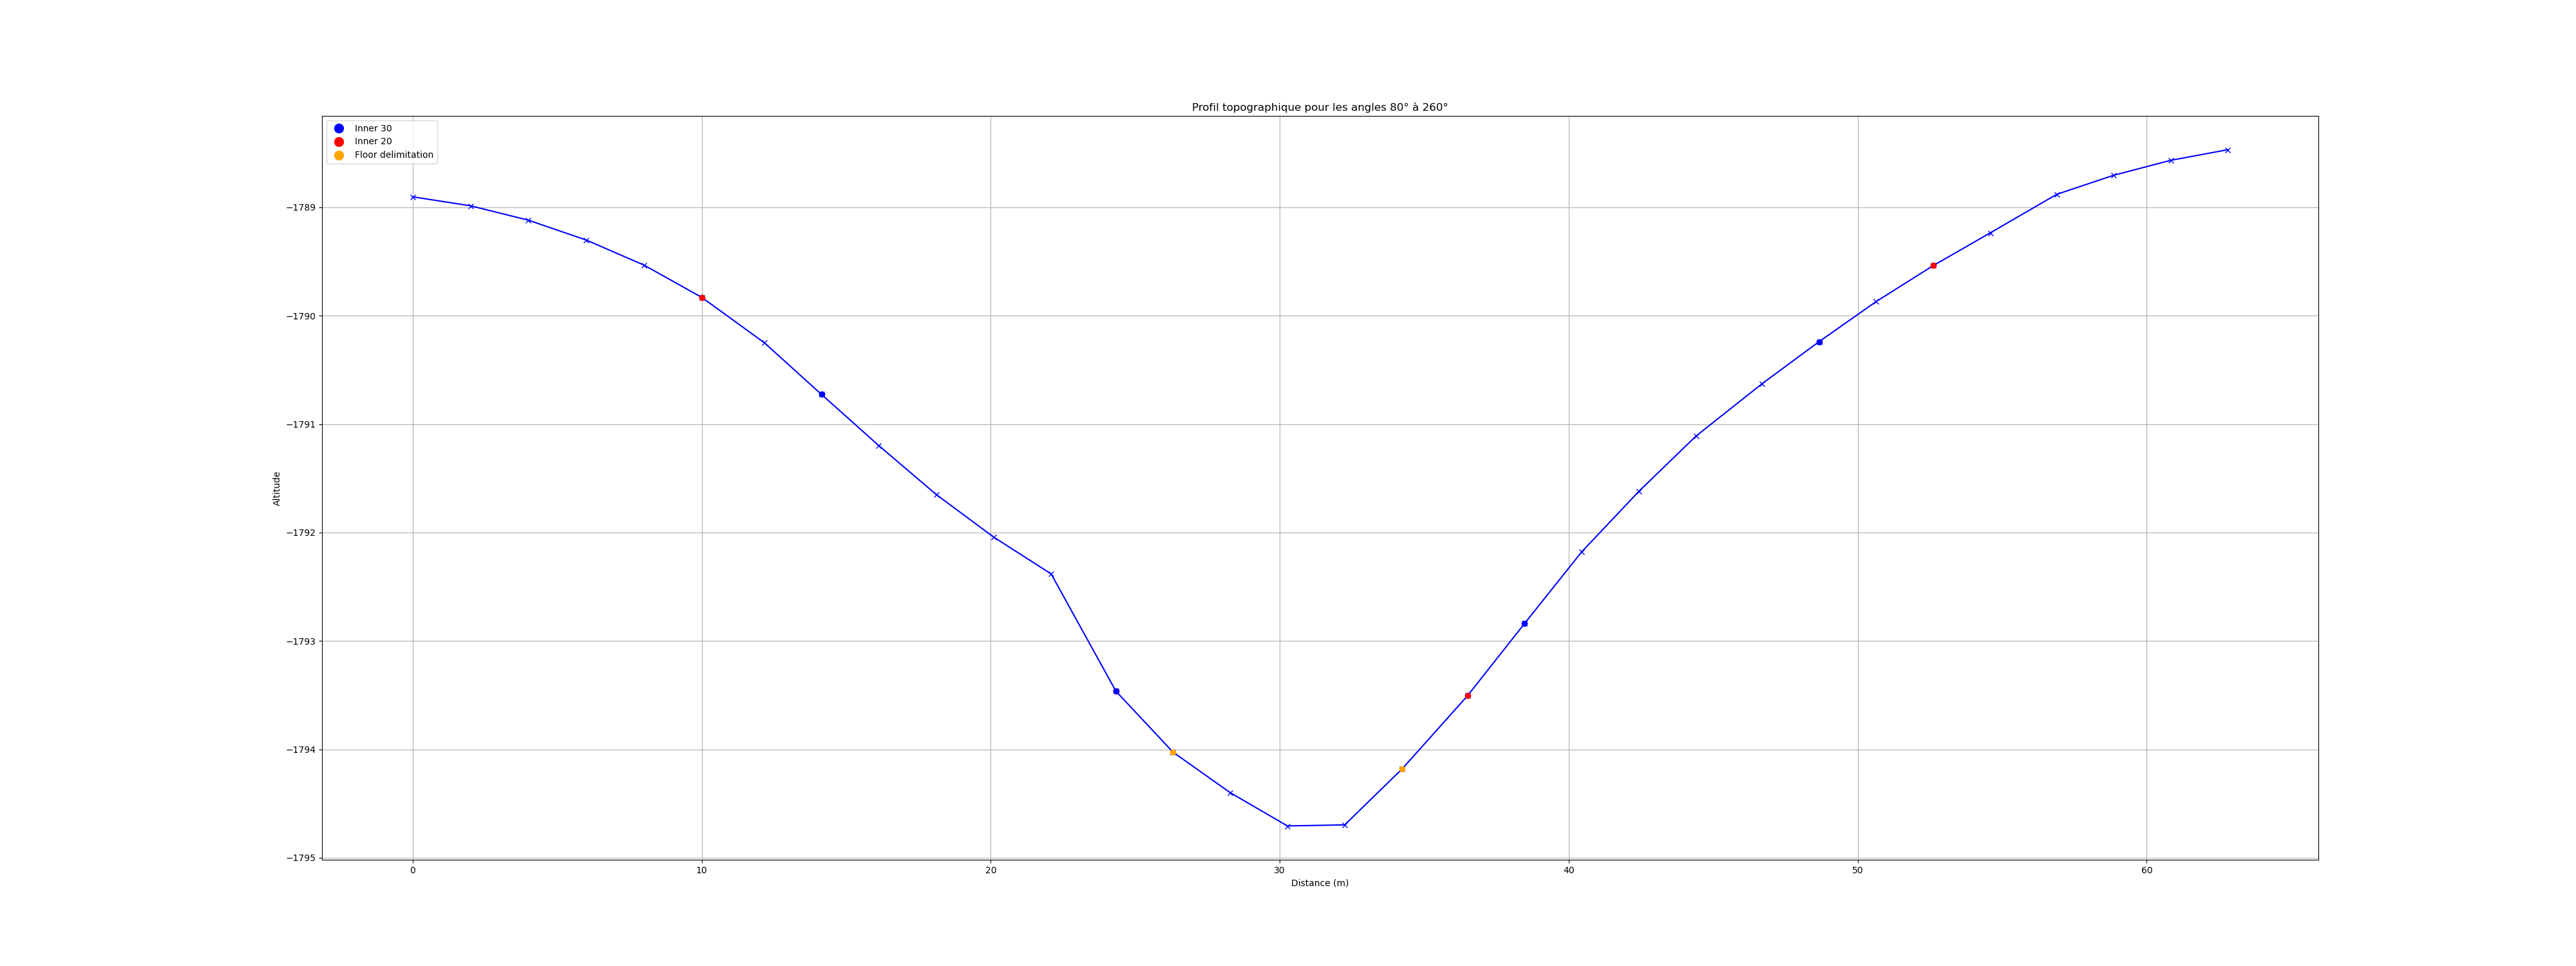 Profil topographique pour les angles 80° à 260°
Inner 30
Inner 20
Floor delimitation
−1789
−1790
−1791
−1792
−1793
−1794
−1795
Altitude
0 10 20 30 40 50 60
Distance (m)